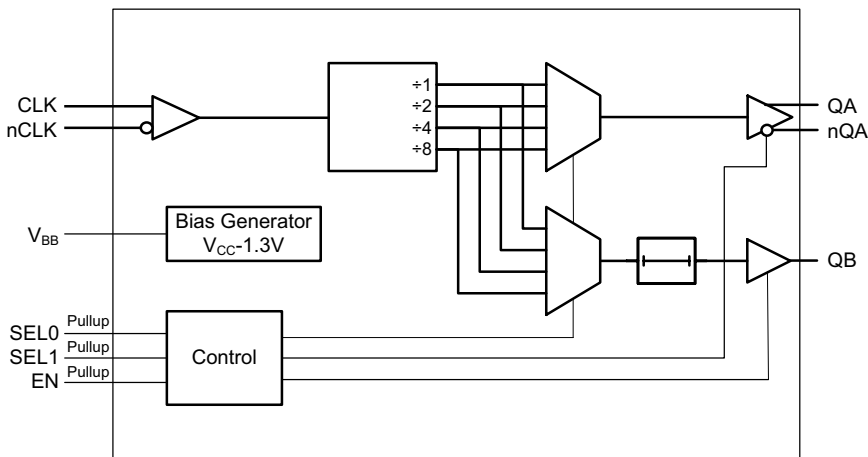 CLK
nCLK
÷1
÷2
÷4
÷8
QA
nQA
V_BB
Bias Generator
V_CC-1.3V
QB
SEL0
Pullup
SEL1
Pullup
EN
Pullup
Control